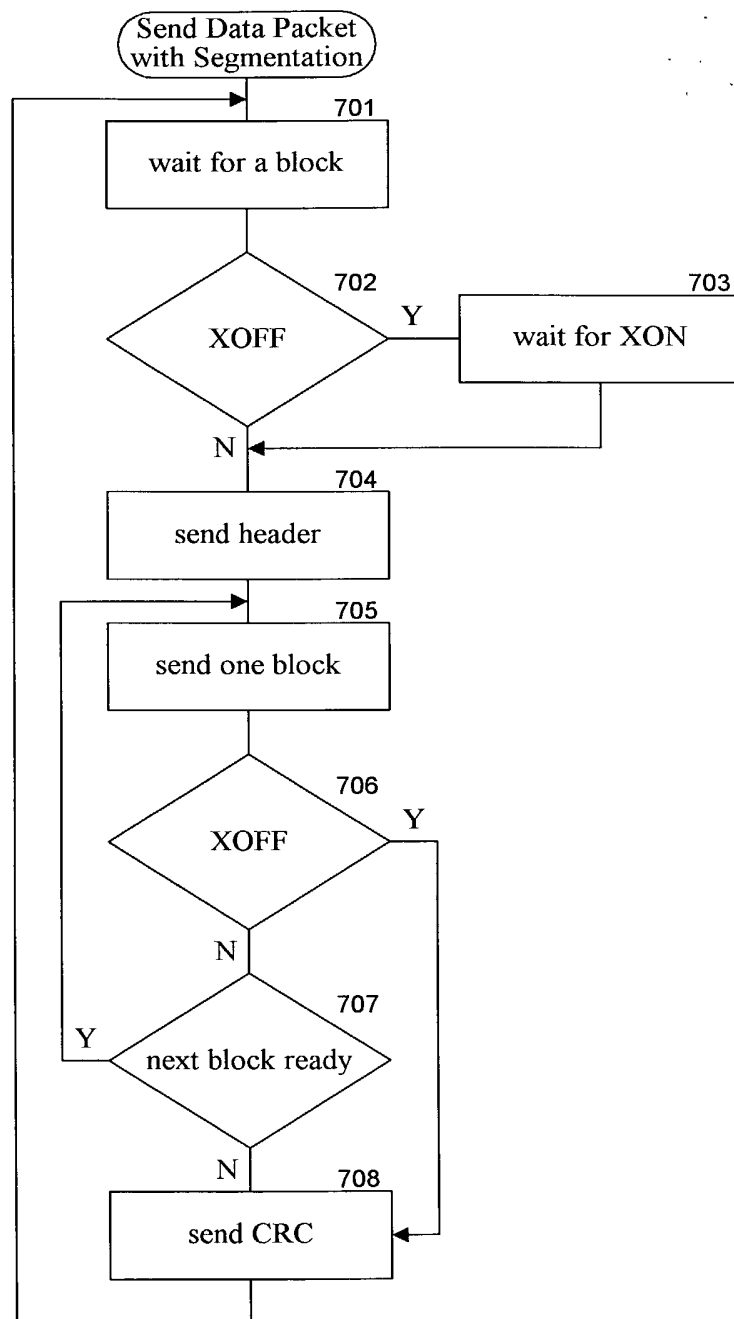 Send Data Packet
with Segmentation
701
wait for a block
702
XOFF
Y
703
wait for XON
N
704
send header
705
send one block
706
XOFF
Y
N
707
Y
next block ready
N
708
send CRC